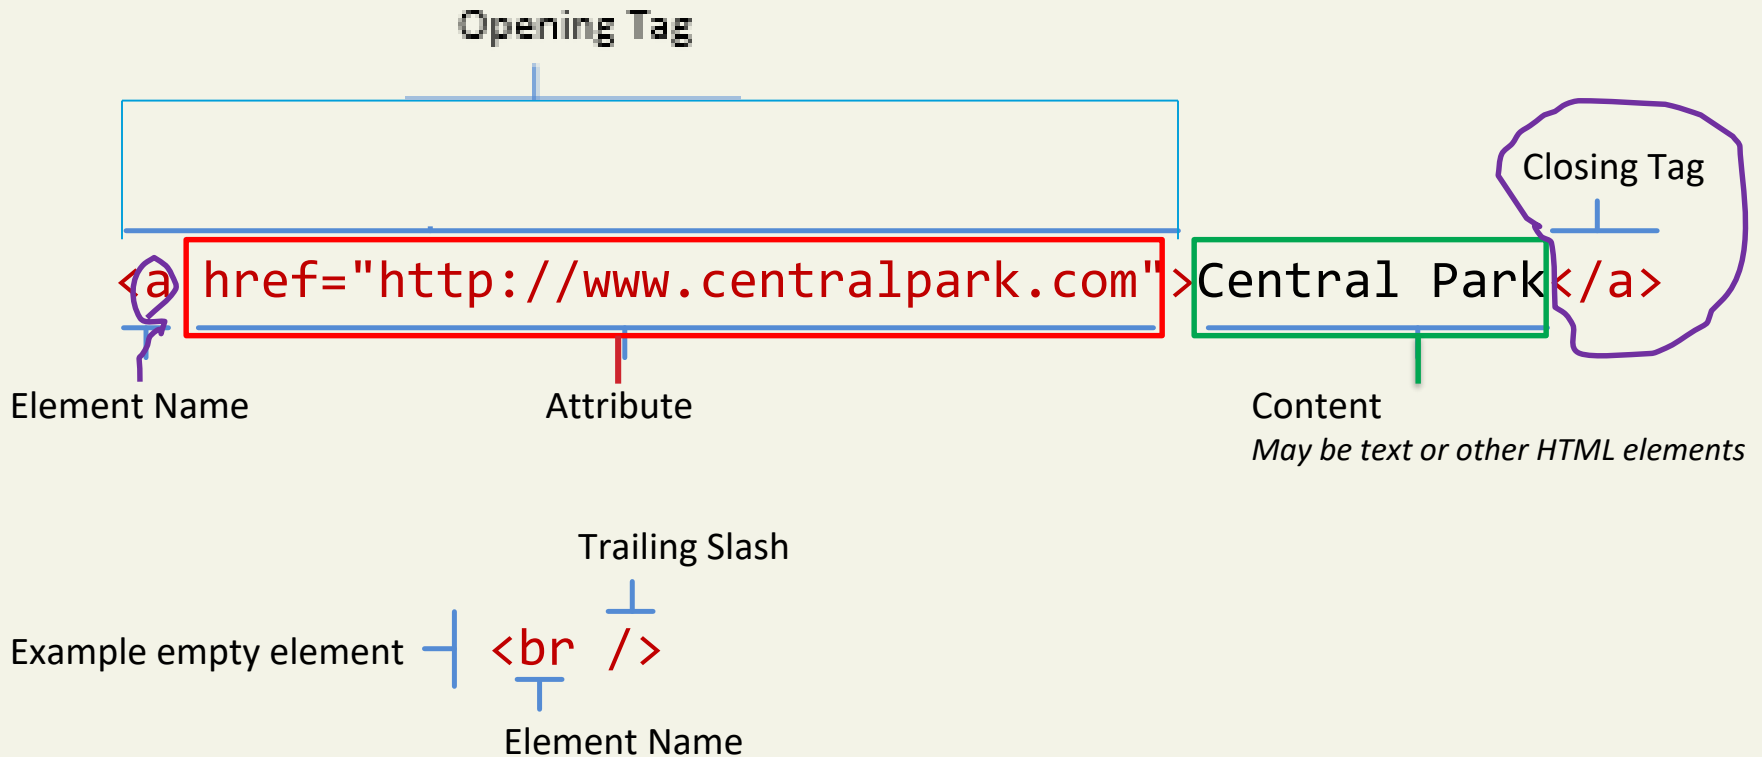 Opening Tag
Closing Tag
<a href="http://www.centralpark.com">Central Park</a>
Element Name
Attribute
Content
May be text or other HTML elements
Trailing Slash
Example empty element
<br />
Element Name